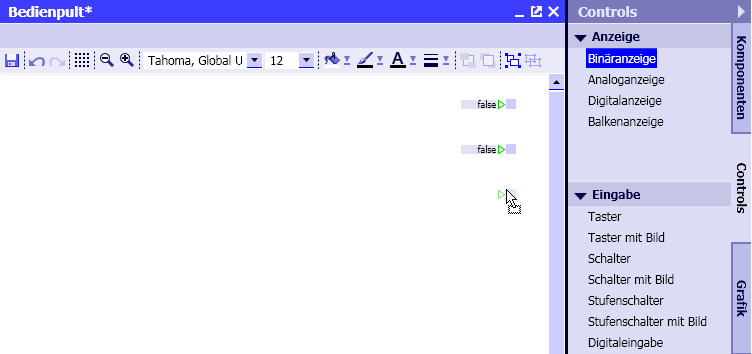 Bedienpult*
Controls
Tahoma, Global U
12
false
false
Anzeige
Binäranzeige
Analoganzeige
Digitalanzeige
Balkenanzeige
Eingabe
Taster
Taster mit Bild
Schalter
Schalter mit Bild
Stufenschalter
Stufenschalter mit Bild
Digitaleingabe
Komponenten
Controls
Grafik